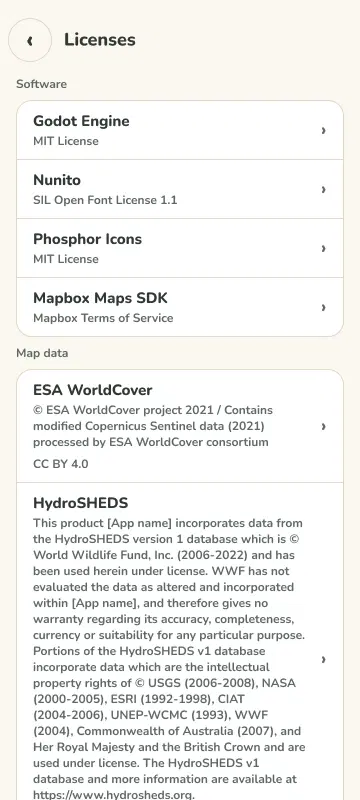 Licenses
Software
Godot Engine
MIT License
Nunito
SIL Open Font License 1.1
Phosphor Icons
MIT License
Mapbox Maps SDK
Mapbox Terms of Service
Map data
ESA WorldCover
© ESA WorldCover project 2021 / Contains
modified Copernicus Sentinel data (2021)
processed by ESA WorldCover consortium
CC BY 4.0
HydroSHEDS
This product [App name] incorporates data from
the HydroSHEDS version 1 database which is ©
World Wildlife Fund, Inc. (2006-2022) and has
been used herein under license. WWF has not
evaluated the data as altered and incorporated
within [App name], and therefore gives no
warranty regarding its accuracy, completeness,
currency or suitability for any particular purpose.
Portions of the HydroSHEDS v1 database
incorporate data which are the intellectual
property rights of © USGS (2006-2008), NASA
(2000-2005), ESRI (1992-1998), CIAT
(2004-2006), UNEP-WCMC (1993), WWF
(2004), Commonwealth of Australia (2007), and
Her Royal Majesty and the British Crown and are
used under license. The HydroSHEDS v1
database and more information are available at
https://www.hydrosheds.org.